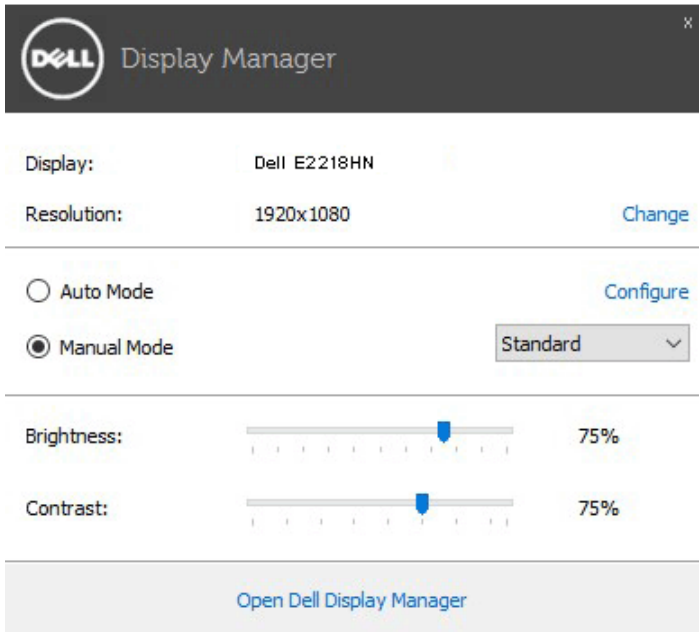 DELL Display Manager X
Display: Dell E2218HN
Resolution: 1920x1080 Change
Auto Mode Configure
Manual Mode Standard
Brightness: 75%
Contrast: 75%
Open Dell Display Manager